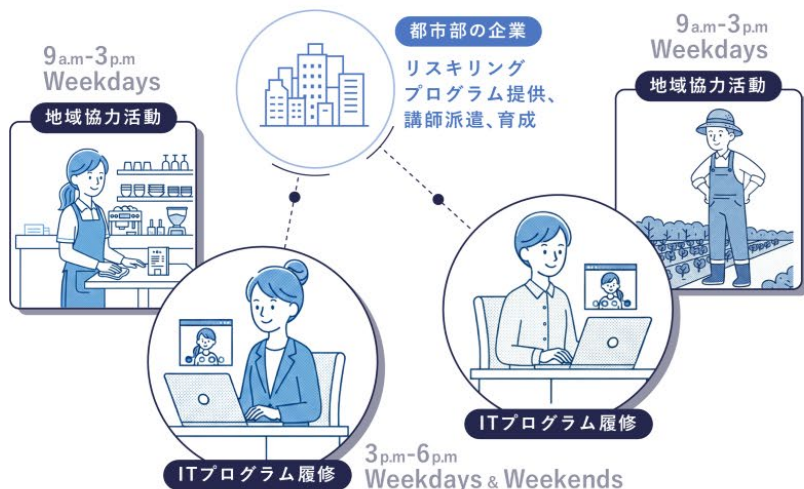 9a.m-3p.m
Weekdays
地域協力活動
都市部の企業
リスキリング
プログラム提供、
講師派遣、育成
9a.m-3p.m
Weekdays
地域協力活動
ITプログラム履修
ITプログラム履修
3p.m-6p.m
Weekdays & Weekends